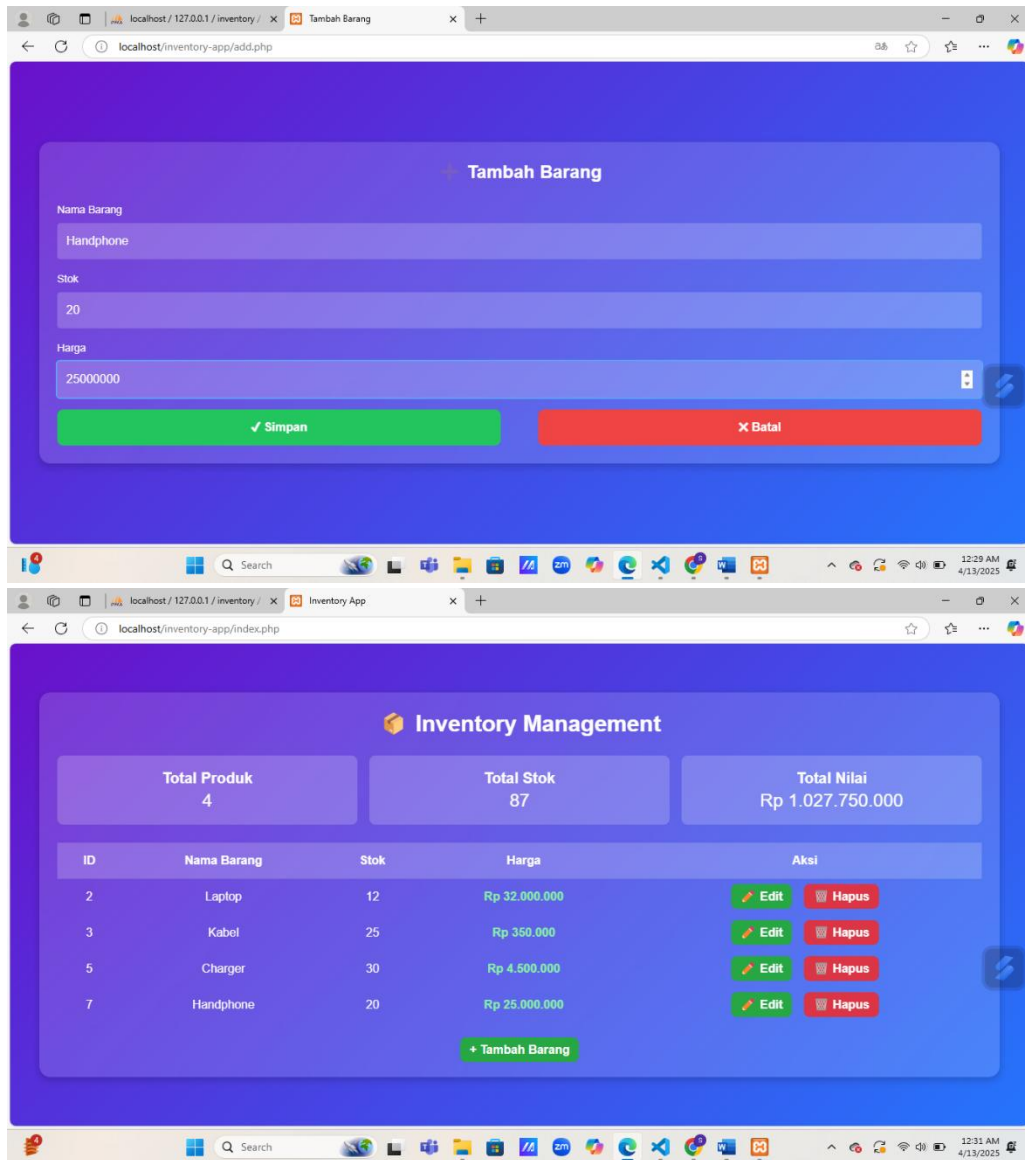 localhost / 127.0.0.1 / inventory /
Tambah Barang
localhost/inventory-app/add.php
Tambah Barang
Nama Barang
Handphone
Stok
20
Harga
25000000
✓ Simpan
✕ Batal
4
Search
12:29 AM
4/13/2025
localhost / 127.0.0.1 / inventory /
Inventory App
localhost/inventory-app/index.php
Inventory Management
Total Produk
4
Total Stok
87
Total Nilai
Rp 1.027.750.000
ID Nama Barang Stok Harga Aksi
2 Laptop 12 Rp 32.000.000 Edit Hapus
3 Kabel 25 Rp 350.000 Edit Hapus
5 Charger 30 Rp 4.500.000 Edit Hapus
7 Handphone 20 Rp 25.000.000 Edit Hapus
+ Tambah Barang
4
Search
12:31 AM
4/13/2025